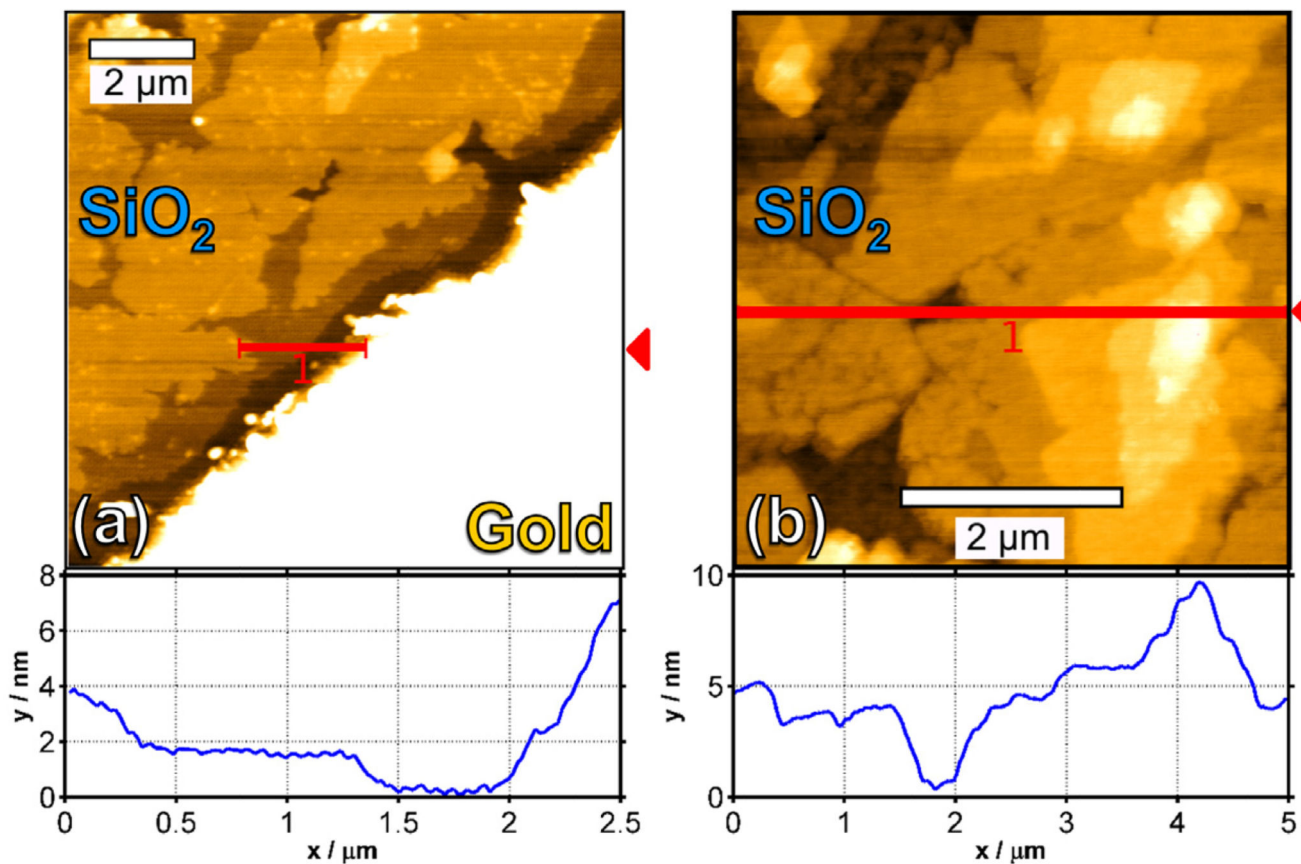 2 µm
SiO₂
1
(a)
Gold
8
6
4
2
0
y / nm
0 0.5 1 1.5 2 2.5
x / µm
SiO₂
1
(b)
2 µm
10
5
0
y / nm
0 1 2 3 4 5
x / µm